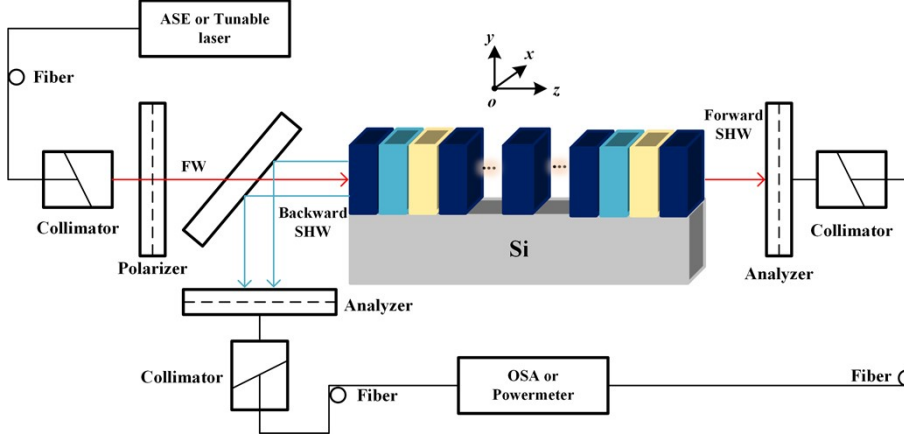 ASE or Tunable
laser
Fiber
y
x
z
o
Forward
SHW
FW
Collimator
Polarizer
Backward
SHW
...
...
Si
Analyzer
Collimator
Analyzer
Collimator
Fiber
OSA or
Powermeter
Fiber